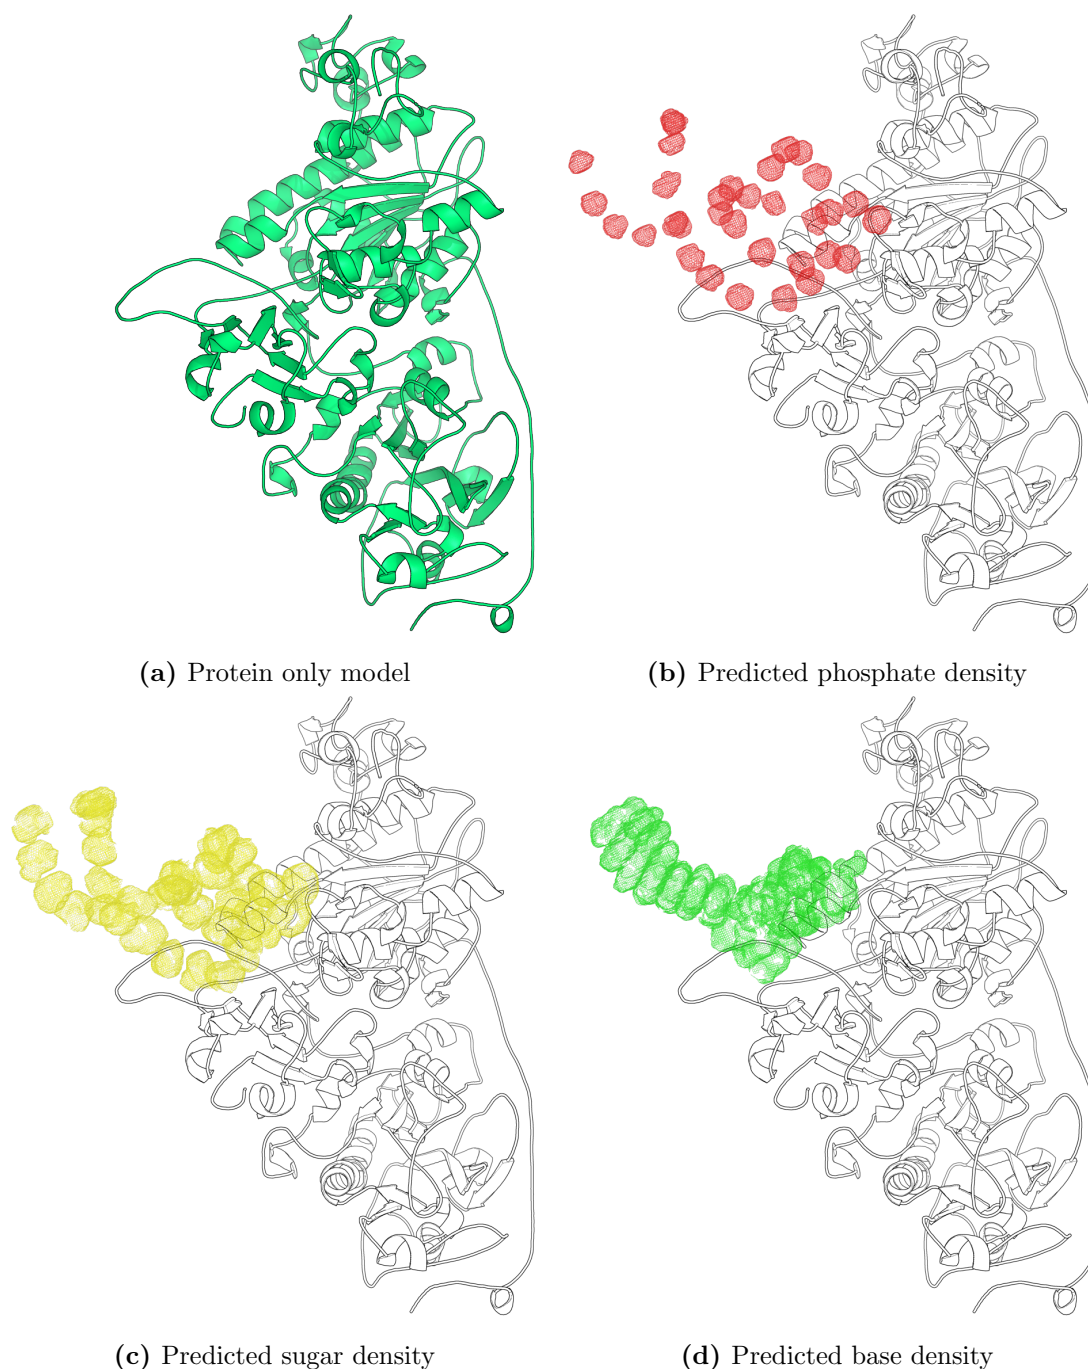 (a) Protein only model
(b) Predicted phosphate density
(c) Predicted sugar density
(d) Predicted base density